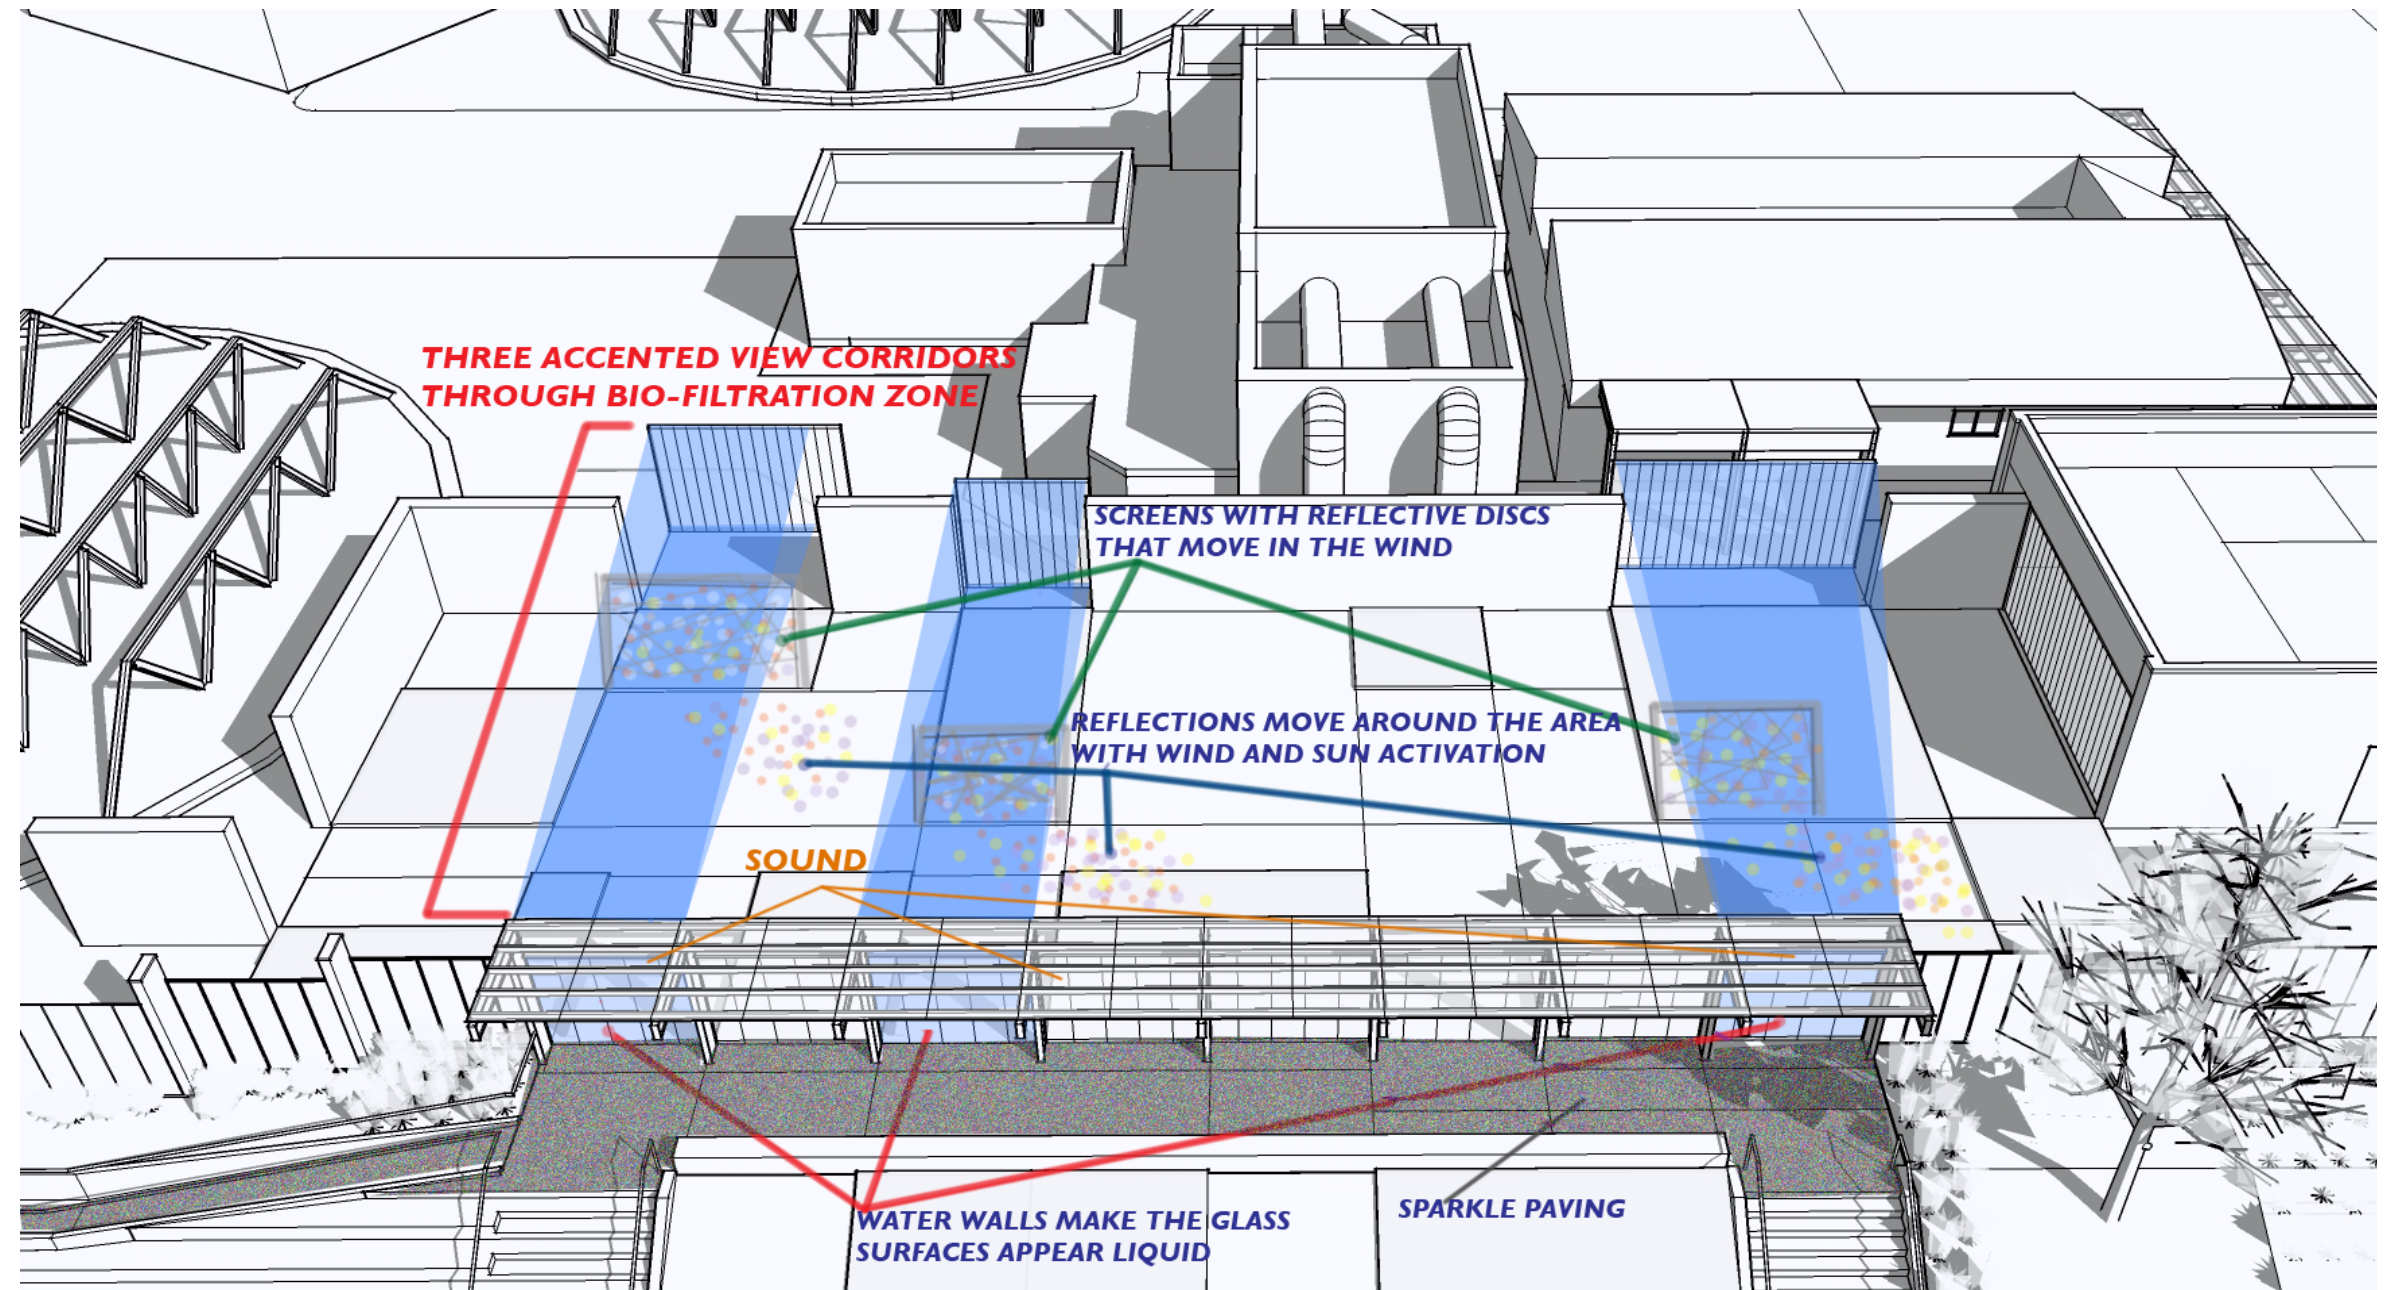 THREE ACCENTED VIEW CORRIDORS
THROUGH BIO-FILTRATION ZONE
SCREENS WITH REFLECTIVE DISCS
THAT MOVE IN THE WIND
REFLECTIONS MOVE AROUND THE AREA
WITH WIND AND SUN ACTIVATION
SOUND
WATER WALLS MAKE THE GLASS
SURFACES APPEAR LIQUID
SPARKLE PAVING